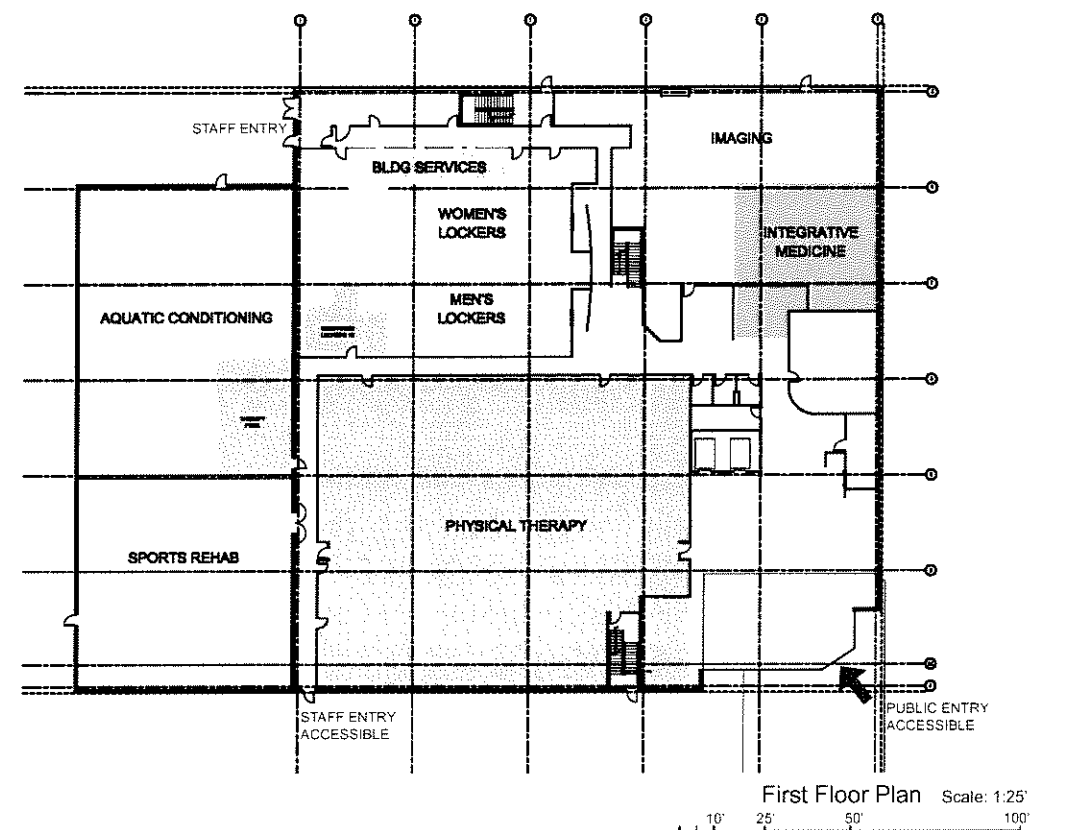 STAFF ENTRY
IMAGING
BLDG SERVICES
WOMEN'S
LOCKERS
INTEGRATIVE
MEDICINE
AQUATIC CONDITIONING
MEN'S
LOCKERS
PHYSICAL THERAPY
SPORTS REHAB
STAFF ENTRY
ACCESSIBLE
PUBLIC ENTRY
ACCESSIBLE
First Floor Plan Scale: 1:25'
10' 25' 50' 100'